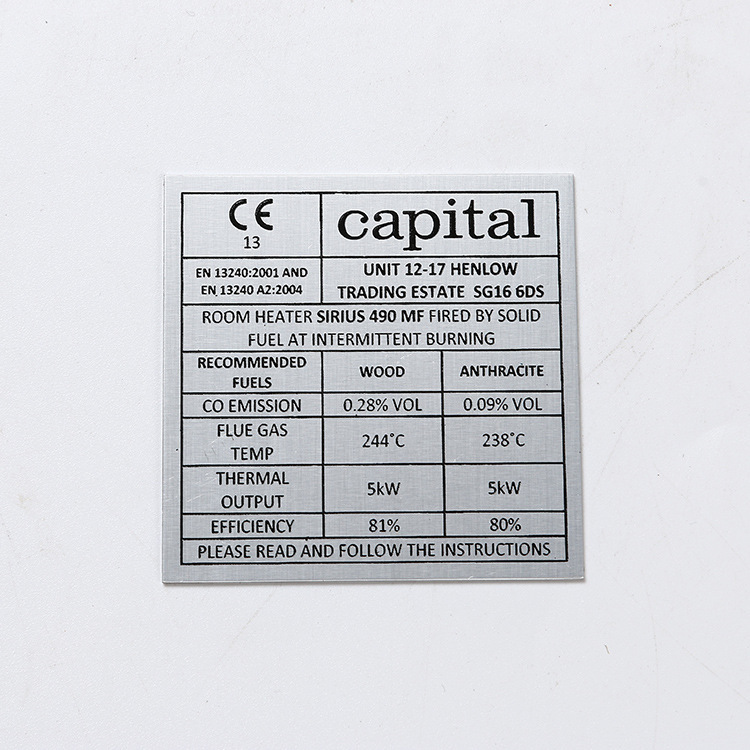 CE
13
capital
EN 13240:2001 AND
EN 13240 A2:2004
UNIT 12-17 HENLOW
TRADING ESTATE SG16 6DS
ROOM HEATER SIRIUS 490 MF FIRED BY SOLID
FUEL AT INTERMITTENT BURNING
RECOMMENDED
FUELS
WOOD
ANTHRACITE
CO EMISSION
0.28% VOL
0.09% VOL
FLUE GAS
TEMP
244˚C
238˚C
THERMAL
OUTPUT
5kW
5kW
EFFICIENCY
81%
80%
PLEASE READ AND FOLLOW THE INSTRUCTIONS